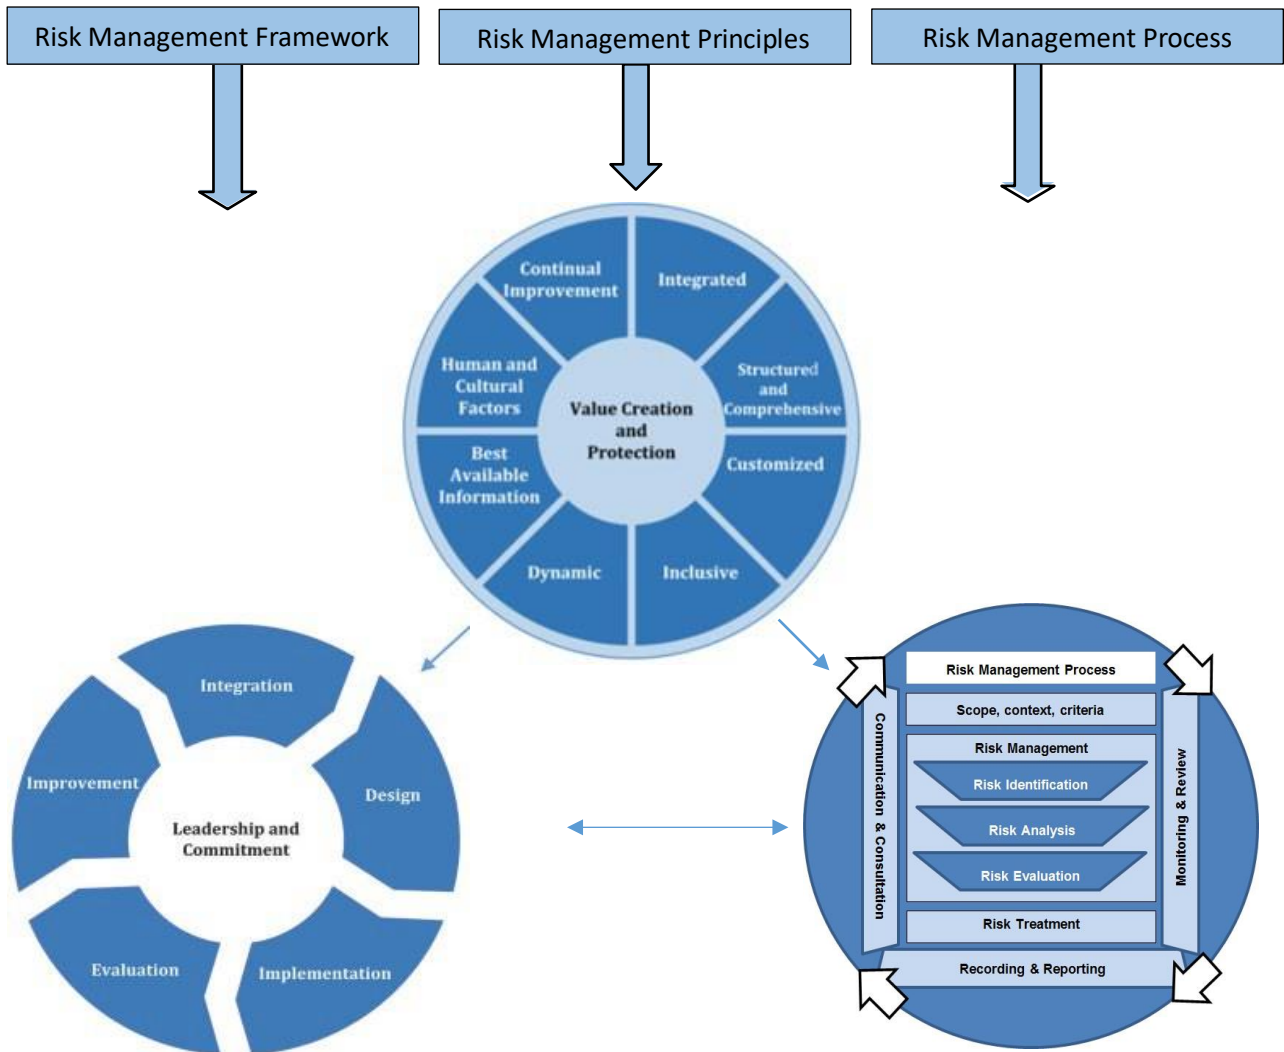 Risk Management Framework
Risk Management Principles
Risk Management Process
Continual
Improvement
Integrated
Human and
Cultural
Factors
Structured
and
Comprehensive
Value Creation
and
Protection
Best
Available
Information
Customized
Dynamic
Inclusive
Integration
Improvement
Design
Leadership and
Commitment
Evaluation
Implementation
Risk Management Process
Scope, context, criteria
Risk Management
Risk Identification
Risk Analysis
Risk Evaluation
Risk Treatment
Recording & Reporting
Communication & Consultation
Monitoring & Review